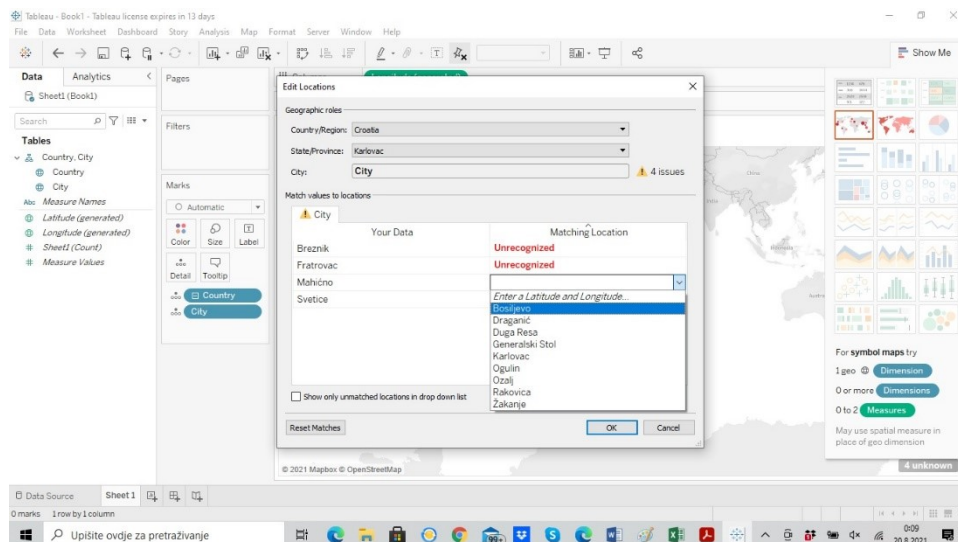 Tableau - Book1 - Tableau license expires in 13 days
File Data Worksheet Dashboard Story Analysis Map Format Server Window Help
Show Me
Data Analytics
Pages
Sheet1 (Book1)
Search
Filters
Tables
Country, City
Country
City
Abc Measure Names
Latitude (generated)
Longitude (generated)
# Sheet1 (Count)
# Measure Values
Marks
Automatic
Color Size Label
Detail Tooltip
Country
City
Edit Locations
Geographic roles
Country/Region: Croatia
State/Province: Karlovac
City: City 4 issues
Match values to locations
City
Your Data Matching Location
Breznik Unrecognized
Fratrovac Unrecognized
Mahićno
Svetice
Enter a Latitude and Longitude...
Bosiljevo
Draganić
Duga Resa
Generalski Stol
Karlovac
Ogulin
Ozalj
Rakovica
Žakanje
Show only unmatched locations in drop down list
Reset Matches OK Cancel
© 2021 Mapbox © OpenStreetMap
China
India
For symbol maps try
1 geo Dimension
0 or more Dimensions
0 to 2 Measures
May use spatial measure in
place of geo dimension
4 unknown
Data Source Sheet 1
0 marks 1 row by 1 column
Upišite ovdje za pretraživanje
99+
0:09
20.8.2021.